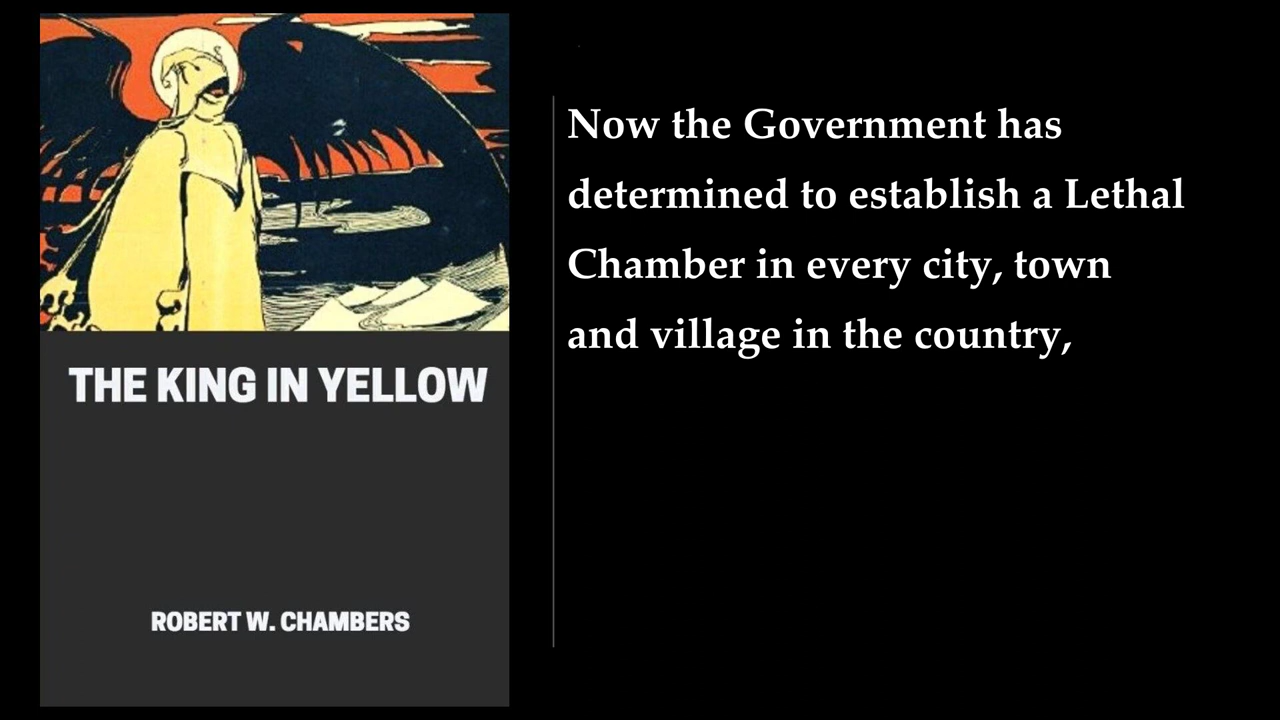 THE KING IN YELLOW
ROBERT W. CHAMBERS
Now the Government has
determined to establish a Lethal
Chamber in every city, town
and village in the country,